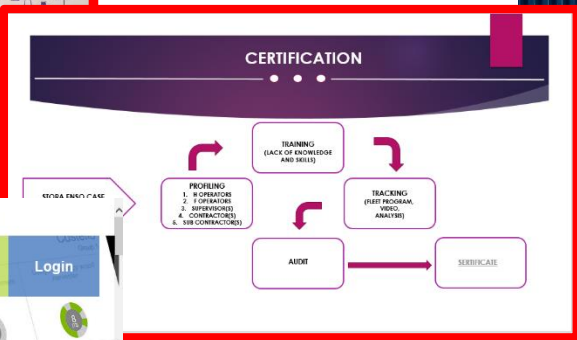 CERTIFICATION
TRAINING
(LACK OF KNOWLEDGE
AND SKILLS)
STORA ENSO CASE
PROFILING
1. H OPERATORS
2. F OPERATORS
3. SUPERVISOR(S)
4. CONTRACTOR(S)
5. SUB CONTRACTOR(S)
TRACKING
(FLEET PROGRAM,
VIDEO,
ANALYSIS)
AUDIT
SERTIFICATE
Login